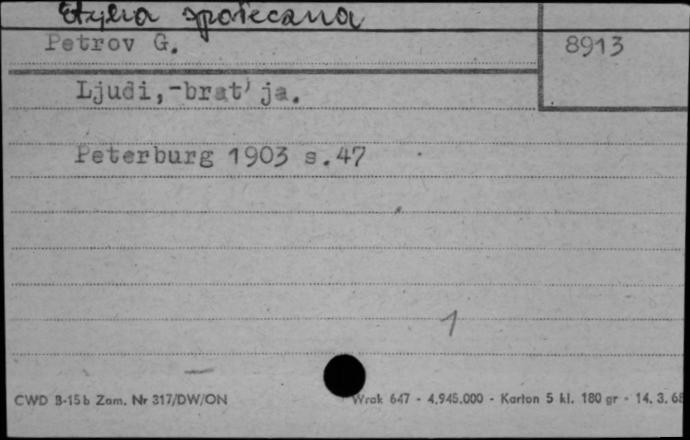 Etyka społeczna
Petrov G.
8913
Ljudi,-brat'ja.
Peterburg 1903 s.47
1
CWD B-15b Zam. Nr 317/DW/ON
Wrak 647 - 4.945.000 - Karton 5 kl. 180 gr - 14. 3. 68